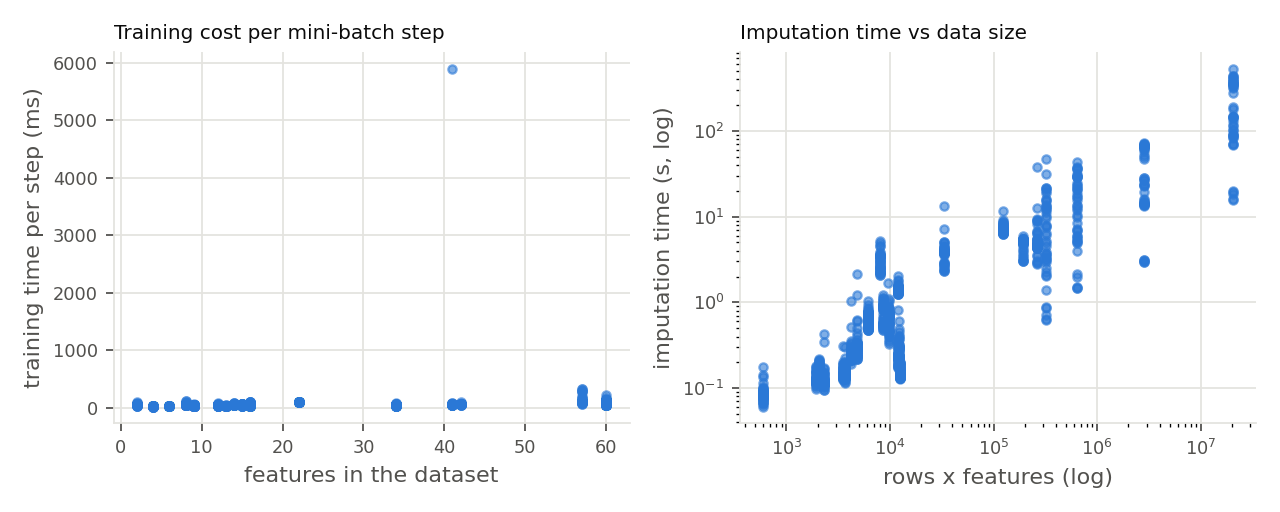 Training cost per mini-batch step
training time per step (ms)
6000
5000
4000
3000
2000
1000
0
0 10 20 30 40 50 60
features in the dataset
Imputation time vs data size
imputation time (s, log)
10²
10¹
10⁰
10⁻¹
10³ 10⁴ 10⁵ 10⁶ 10⁷
rows x features (log)